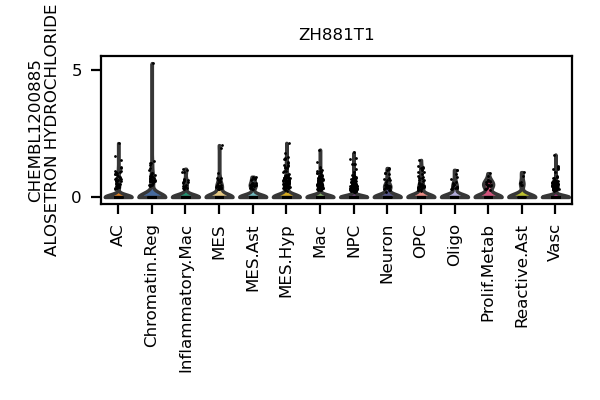 ZH881T1
CHEMBL1200885
ALOSETRON HYDROCHLORIDE
5
0
AC
Chromatin.Reg
Inflammatory.Mac
MES
MES.Ast
MES.Hyp
Mac
NPC
Neuron
OPC
Oligo
Prolif.Metab
Reactive.Ast
Vasc